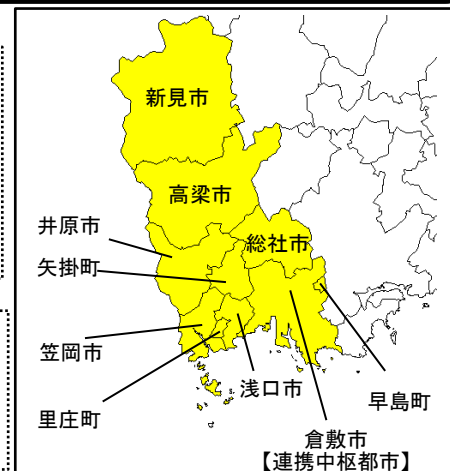 新見市
高梁市
井原市
総社市
矢掛町
笠岡市
浅口市
里庄町
早島町
倉敷市
【連携中枢都市】